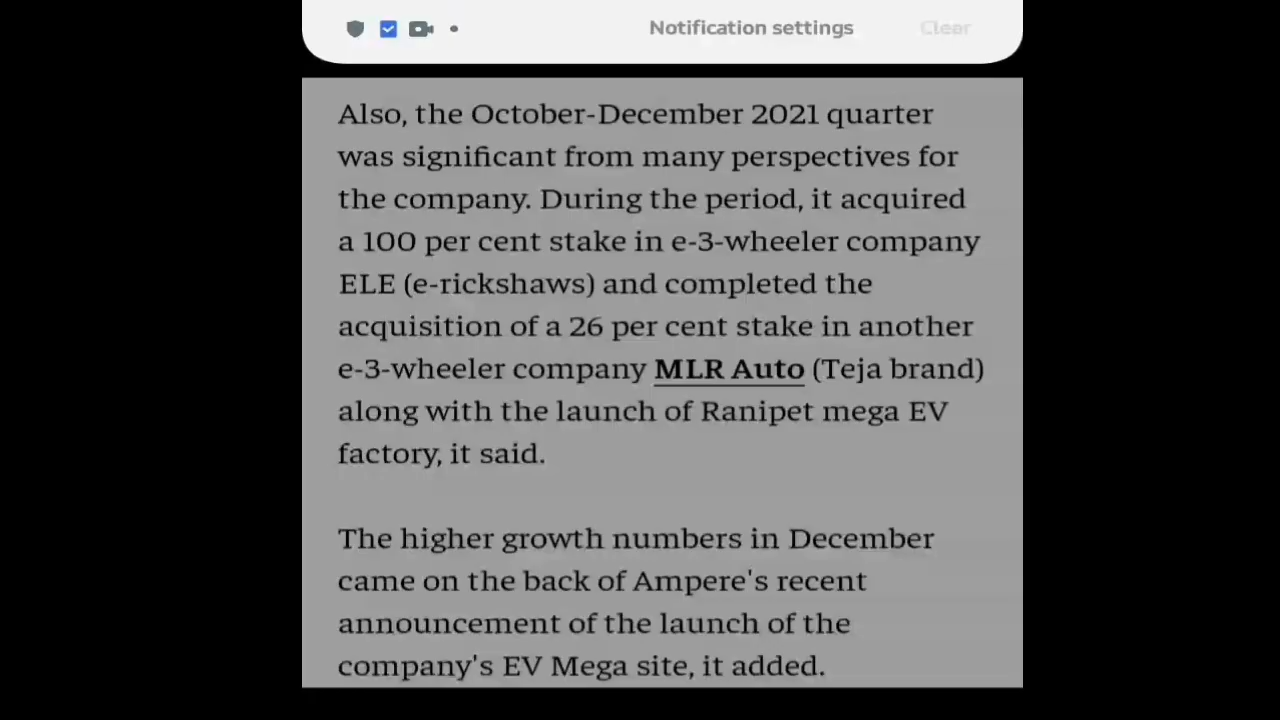 Notification settings
Clear
Also, the October-December 2021 quarter
was significant from many perspectives for
the company. During the period, it acquired
a 100 per cent stake in e-3-wheeler company
ELE (e-rickshaws) and completed the
acquisition of a 26 per cent stake in another
e-3-wheeler company MLR Auto (Teja brand)
along with the launch of Ranipet mega EV
factory, it said.
The higher growth numbers in December
came on the back of Ampere's recent
announcement of the launch of the
company's EV Mega site, it added.